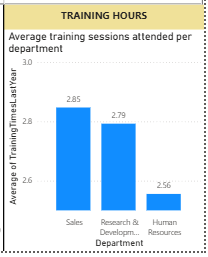 TRAINING HOURS
Average training sessions attended per
department
3.0
2.8
2.6
Average of TrainingTimesLastYear
2.85
2.79
2.56
Sales
Research &
Developm...
Human
Resources
Department